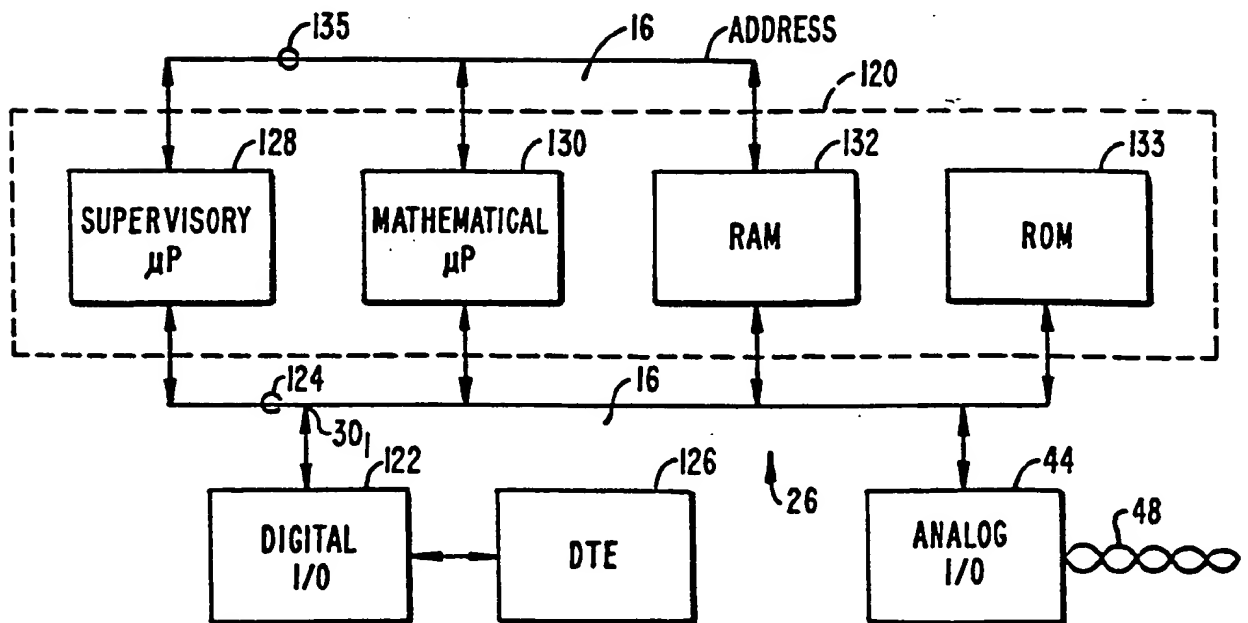 135
16
ADDRESS
120
128
130
132
133
SUPERVISORY
μP
MATHEMATICAL
μP
RAM
ROM
124
16
30₁
122
126
26
44
48
DIGITAL
I/O
DTE
ANALOG
I/O